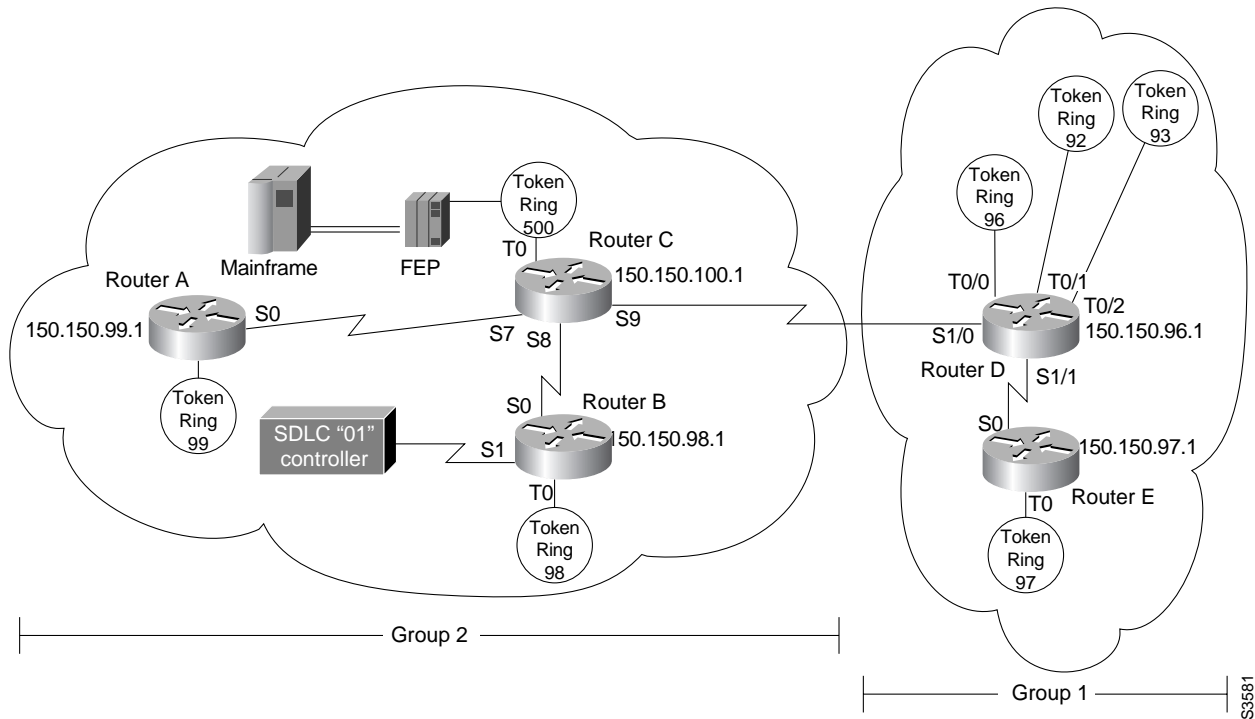 Token
Ring
92
Token
Ring
93
Token
Ring
96
Token
Ring
500
T0
Mainframe
FEP
Router C
150.150.100.1
Router A
150.150.99.1
S0
S7
S8
S9
Token
Ring
99
SDLC “01”
controller
S0
Router B
150.150.98.1
S1
T0
Token
Ring
98
T0/0
T0/1
T0/2
S1/0
150.150.96.1
Router D
S1/1
S0
150.150.97.1
Router E
T0
Token
Ring
97
Group 2
Group 1
S3581